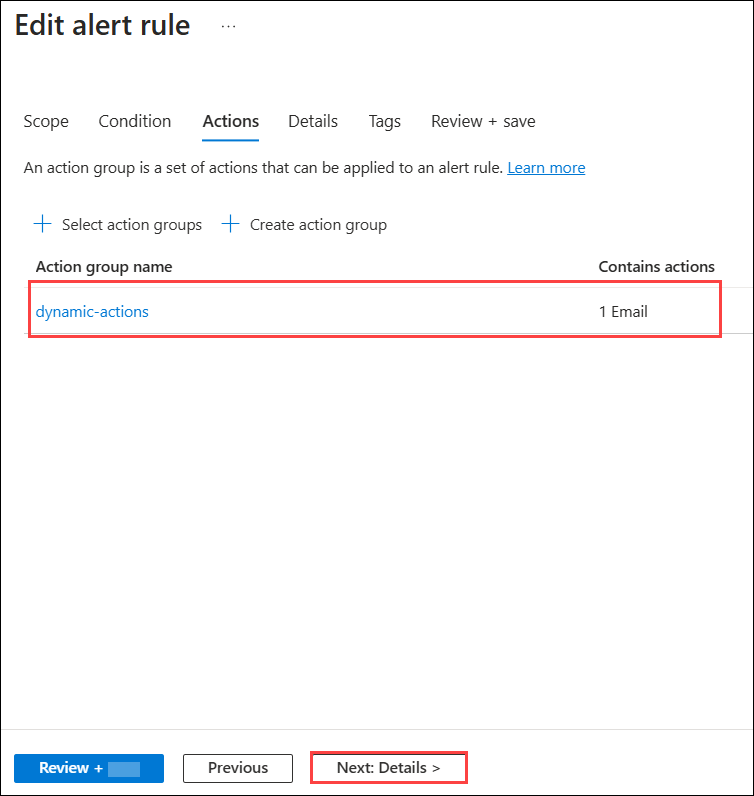 Edit alert rule ...
Scope Condition Actions Details Tags Review + save
An action group is a set of actions that can be applied to an alert rule. Learn more
+ Select action groups + Create action group
Action group name Contains actions
dynamic-actions 1 Email
Review + Previous Next: Details >